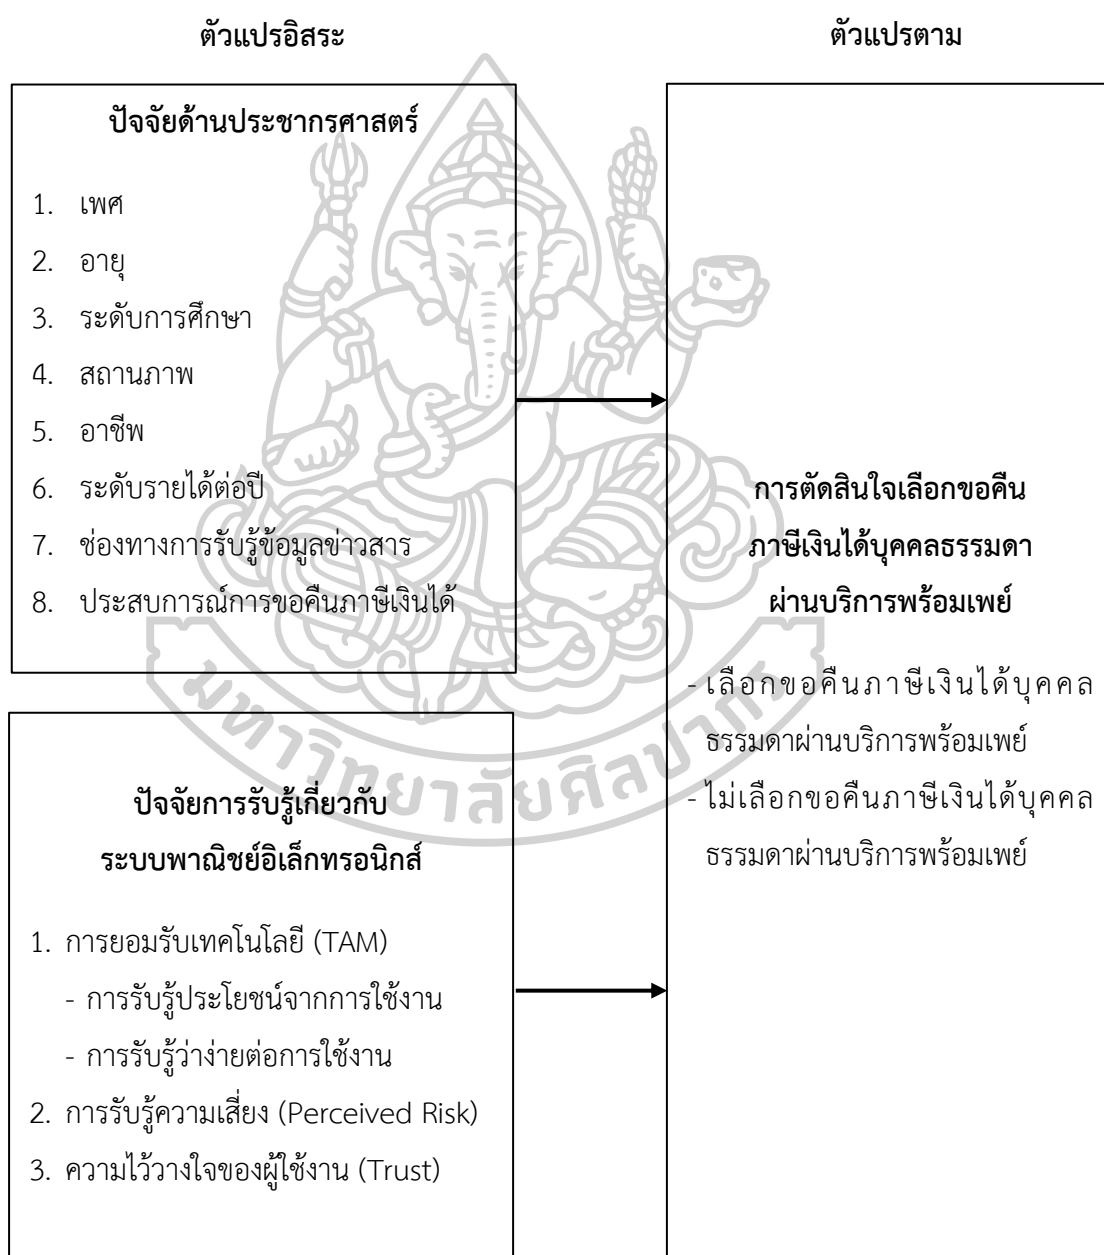 ตัวแปรอิสระ
ตัวแปรตาม
ปัจจัยด้านประชากรศาสตร์
1. เพศ
2. อายุ
3. ระดับการศึกษา
4. สถานภาพ
5. อาชีพ
6. ระดับรายได้ต่อปี
7. ช่องทางการรับรู้ข้อมูลข่าวสาร
8. ประสบการณ์การขอคืนภาษีเงินได้
ปัจจัยการรับรู้เกี่ยวกับ
ระบบพาณิชย์อิเล็กทรอนิกส์
1. การยอมรับเทคโนโลยี (TAM)
- การรับรู้ประโยชน์จากการใช้งาน
- การรับรู้ว่าง่ายต่อการใช้งาน
2. การรับรู้ความเสี่ยง (Perceived Risk)
3. ความไว้วางใจของผู้ใช้งาน (Trust)
การตัดสินใจเลือกขอคืน
ภาษีเงินได้บุคคลธรรมดา
ผ่านบริการพร้อมเพย์
- เลือกขอคืนภาษีเงินได้บุคคล
ธรรมดาผ่านบริการพร้อมเพย์
- ไม่เลือกขอคืนภาษีเงินได้บุคคล
ธรรมดาผ่านบริการพร้อมเพย์
มหาวิทยาลัยศิลปากร